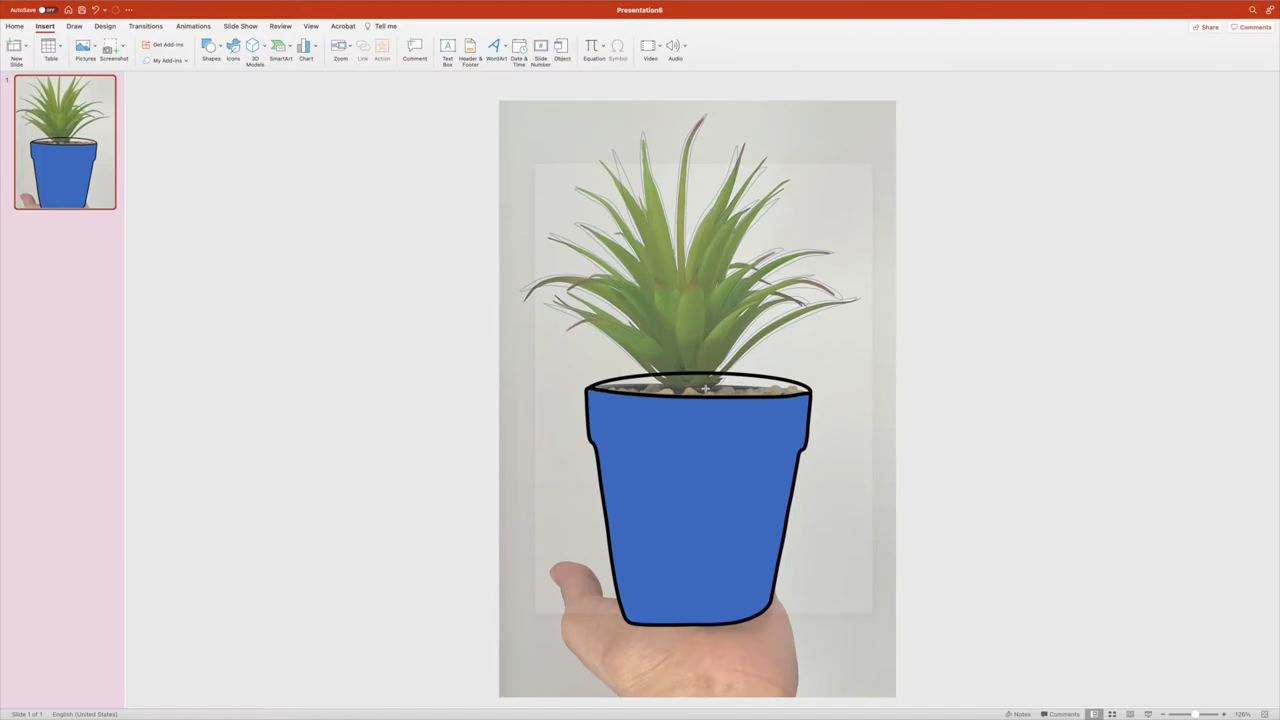 AutoSave OFF
Presentation6
Home Insert Draw Design Transitions Animations Slide Show Review View Acrobat Tell me
Share Comments
New Slide
Table
Pictures
Screenshot
Get Add-ins
My Add-ins
Shapes
Icons
3D Models
SmartArt
Chart
Zoom
Link
Action
Comment
Text Box
Header & Footer
WordArt
Date & Time
Slide Number
Object
Equation
Symbol
Video
Audio
1
Slide 1 of 1 English (United States) Notes Comments 126%